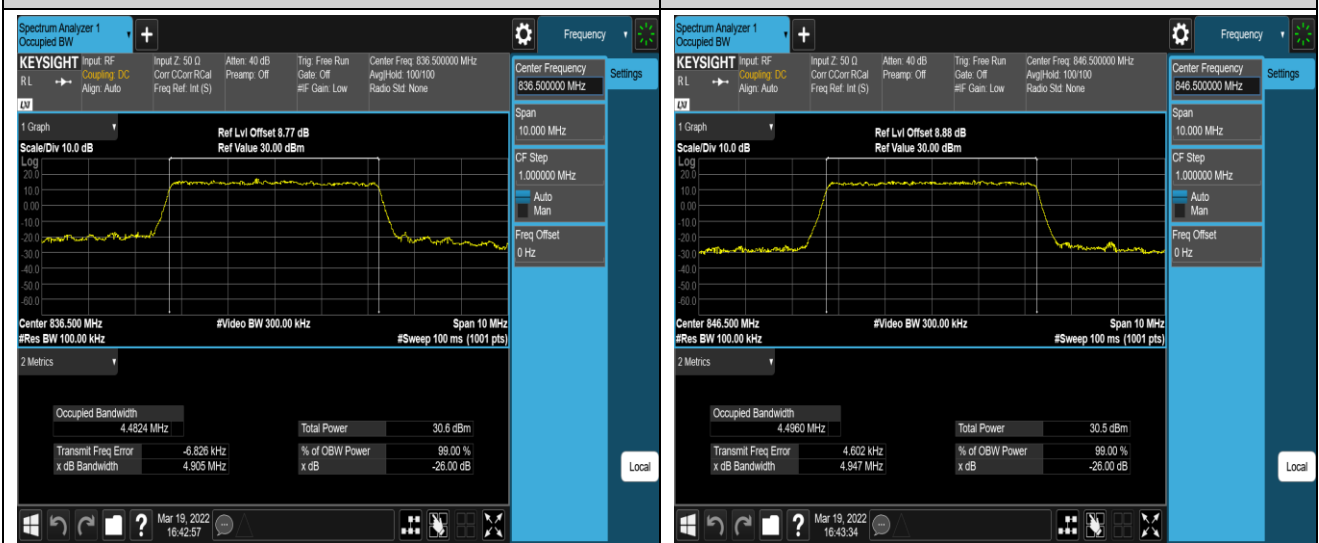 Spectrum Analyzer 1
Occupied BW
+
Frequency
KEYSIGHT
RL
LXI
Input: RF
Coupling: DC
Align: Auto
Input Z: 50 Ω
Corr CCorr RCal
Freq Ref: Int (S)
Atten: 40 dB
Preamp: Off
Trig: Free Run
Gate: Off
#IF Gain: Low
Center Freq: 836.500000 MHz
Avg|Hold: 100/100
Radio Std: None
Center Frequency
836.500000 MHz
Settings
Span
10.000 MHz
CF Step
1.000000 MHz
Auto
Man
Freq Offset
0 Hz
1 Graph
Ref Lvl Offset 8.77 dB
Scale/Div 10.0 dB
Ref Value 30.00 dBm
Log
20.0
10.0
0.00
-10.0
-20.0
-30.0
-40.0
-50.0
-60.0
Center 836.500 MHz
#Video BW 300.00 kHz
Span 10 MHz
#Res BW 100.00 kHz
#Sweep 100 ms (1001 pts)
2 Metrics
Occupied Bandwidth
4.4824 MHz
Total Power 30.6 dBm
Transmit Freq Error -6.826 kHz
% of OBW Power 99.00 %
x dB Bandwidth 4.905 MHz
x dB -26.00 dB
Local
?
Mar 19, 2022
16:42:57
Spectrum Analyzer 1
Occupied BW
+
Frequency
KEYSIGHT
RL
LXI
Input: RF
Coupling: DC
Align: Auto
Input Z: 50 Ω
Corr CCorr RCal
Freq Ref: Int (S)
Atten: 40 dB
Preamp: Off
Trig: Free Run
Gate: Off
#IF Gain: Low
Center Freq: 846.500000 MHz
Avg|Hold: 100/100
Radio Std: None
Center Frequency
846.500000 MHz
Settings
Span
10.000 MHz
CF Step
1.000000 MHz
Auto
Man
Freq Offset
0 Hz
1 Graph
Ref Lvl Offset 8.88 dB
Scale/Div 10.0 dB
Ref Value 30.00 dBm
Log
20.0
10.0
0.00
-10.0
-20.0
-30.0
-40.0
-50.0
-60.0
Center 846.500 MHz
#Video BW 300.00 kHz
Span 10 MHz
#Res BW 100.00 kHz
#Sweep 100 ms (1001 pts)
2 Metrics
Occupied Bandwidth
4.4960 MHz
Total Power 30.5 dBm
Transmit Freq Error 4.602 kHz
% of OBW Power 99.00 %
x dB Bandwidth 4.947 MHz
x dB -26.00 dB
Local
?
Mar 19, 2022
16:43:34